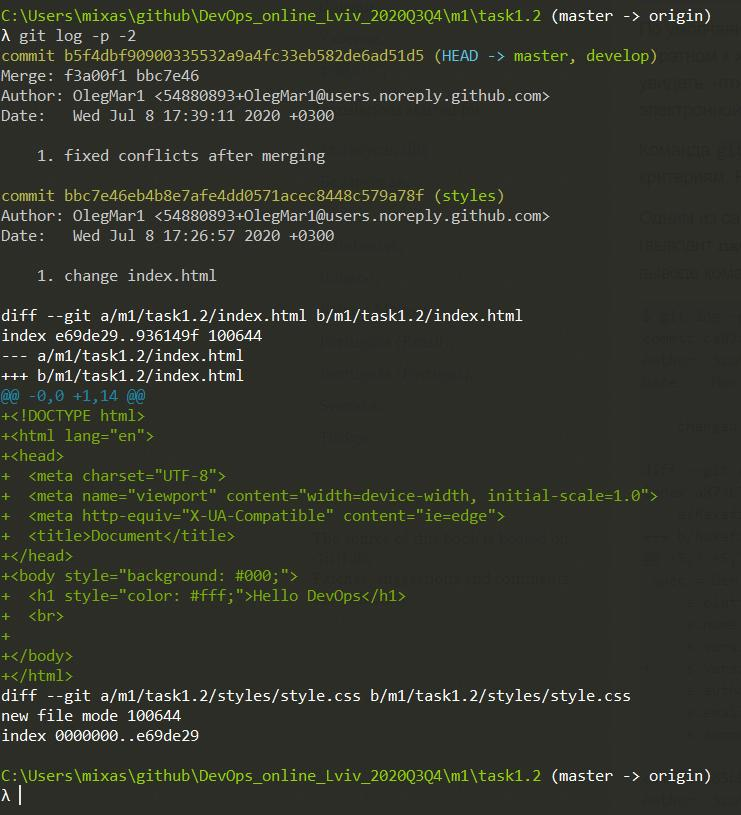 C:\Users\mixas\github\DevOps_online_Lviv_2020Q3Q4\m1\task1.2 (master -> origin)
λ git log -p -2
commit b5f4dbf90900335532a9a4fc33eb582de6ad51d5 (HEAD -> master, develop)
Merge: f3a00f1 bbc7e46
Author: OlegMar1 <54880893+OlegMar1@users.noreply.github.com>
Date:   Wed Jul 8 17:39:11 2020 +0300

    1. fixed conflicts after merging

commit bbc7e46eb4b8e7afe4dd0571acec8448c579a78f (styles)
Author: OlegMar1 <54880893+OlegMar1@users.noreply.github.com>
Date:   Wed Jul 8 17:26:57 2020 +0300

    1. change index.html

diff --git a/m1/task1.2/index.html b/m1/task1.2/index.html
index e69de29..936149f 100644
--- a/m1/task1.2/index.html
+++ b/m1/task1.2/index.html
@@ -0,0 +1,14 @@
+<!DOCTYPE html>
+<html lang="en">
+<head>
+  <meta charset="UTF-8">
+  <meta name="viewport" content="width=device-width, initial-scale=1.0">
+  <meta http-equiv="X-UA-Compatible" content="ie=edge">
+  <title>Document</title>
+</head>
+<body style="background: #000;">
+  <h1 style="color: #fff;">Hello DevOps</h1>
+  <br>
+
+</body>
+</html>
diff --git a/m1/task1.2/styles/style.css b/m1/task1.2/styles/style.css
new file mode 100644
index 0000000..e69de29

C:\Users\mixas\github\DevOps_online_Lviv_2020Q3Q4\m1\task1.2 (master -> origin)
λ